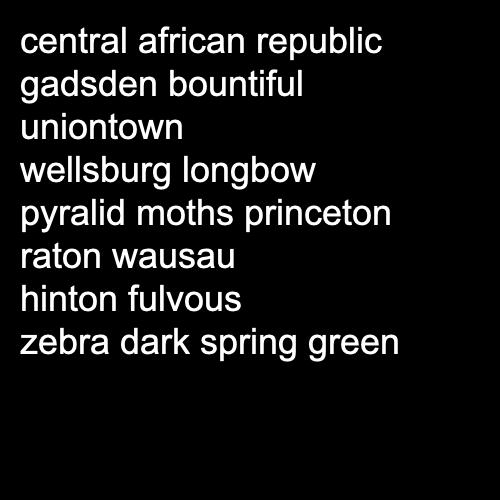 central african republic
gadsden bountiful
uniontown
wellsburg longbow
pyralid moths princeton
raton wausau
hinton fulvous
zebra dark spring green